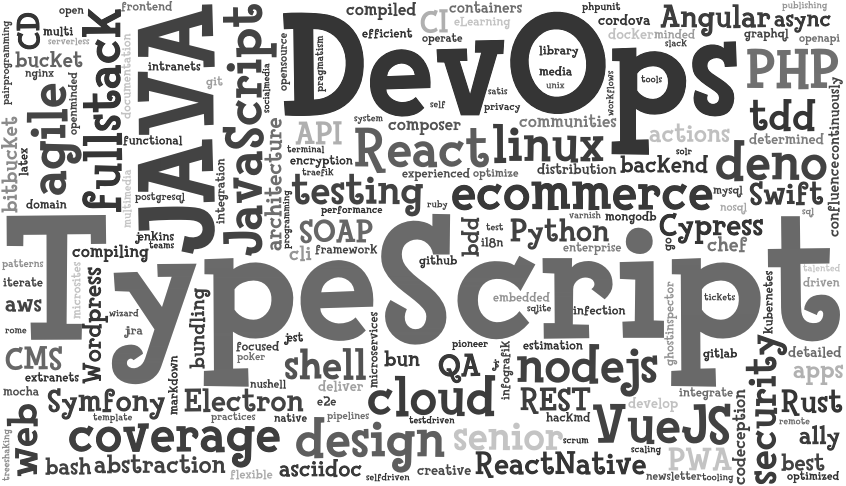 frontend
compiled
containers
phpunit
publishing
open
CI
eLearning
cordova
Angular
async
CD
multi
fullstack
JAVA
JavaScript
opensource
pragmatism
DevOps
efficient
operate
docker
minded
graphql
openapi
slack
pairprogramming
serverless
bucket
nginx
intranets
documentation
git
socialmedia
library
media
unix
tools
workflows
PHP
continuously
agile
openminded
self
satis
privacy
system
composer
communities
tdd
bitbucket
latex
functional
API
terminal
React
linux
actions
determined
solr
encryption
traefik
experienced
optimize
distribution
backend
deno
confluence
domain
multimedia
postgresql
integration
architecture
programming
testing
ecommerce
mysql
Swift
nosql
sql
performance
ruby
jenkins
teams
SOAP
bdd
test
il8n
varnish
mongodb
Python
go
Cypress
chef
enterprise
compiling
cli
framework
github
TypeScript
patterns
microsites
iterate
Wordpress
aws
rome
wizard
jra
bundling
embedded
sqlite
infection
ghostinspector
tickets
kubernetes
talented
driven
focused
poker
jest
microservices
pioneer
estimation
gitlab
detailed
CMS
extranets
markdown
nushell
shell
deliver
bun
QA
infografik
nodejs
apps
mocha
Symfony
template
Electron
practices
native
e2e
pipelines
cloud
testdriven
REST
hackmd
develop
integrate
security
Rust
remote
treeshaking
web
coverage
design
senior
scrum
VueJS
scaling
codeception
ally
bash
abstraction
flexible
asciidoc
selfdriven
creative
ReactNative
PWA
newsletter
tooling
best
optimized